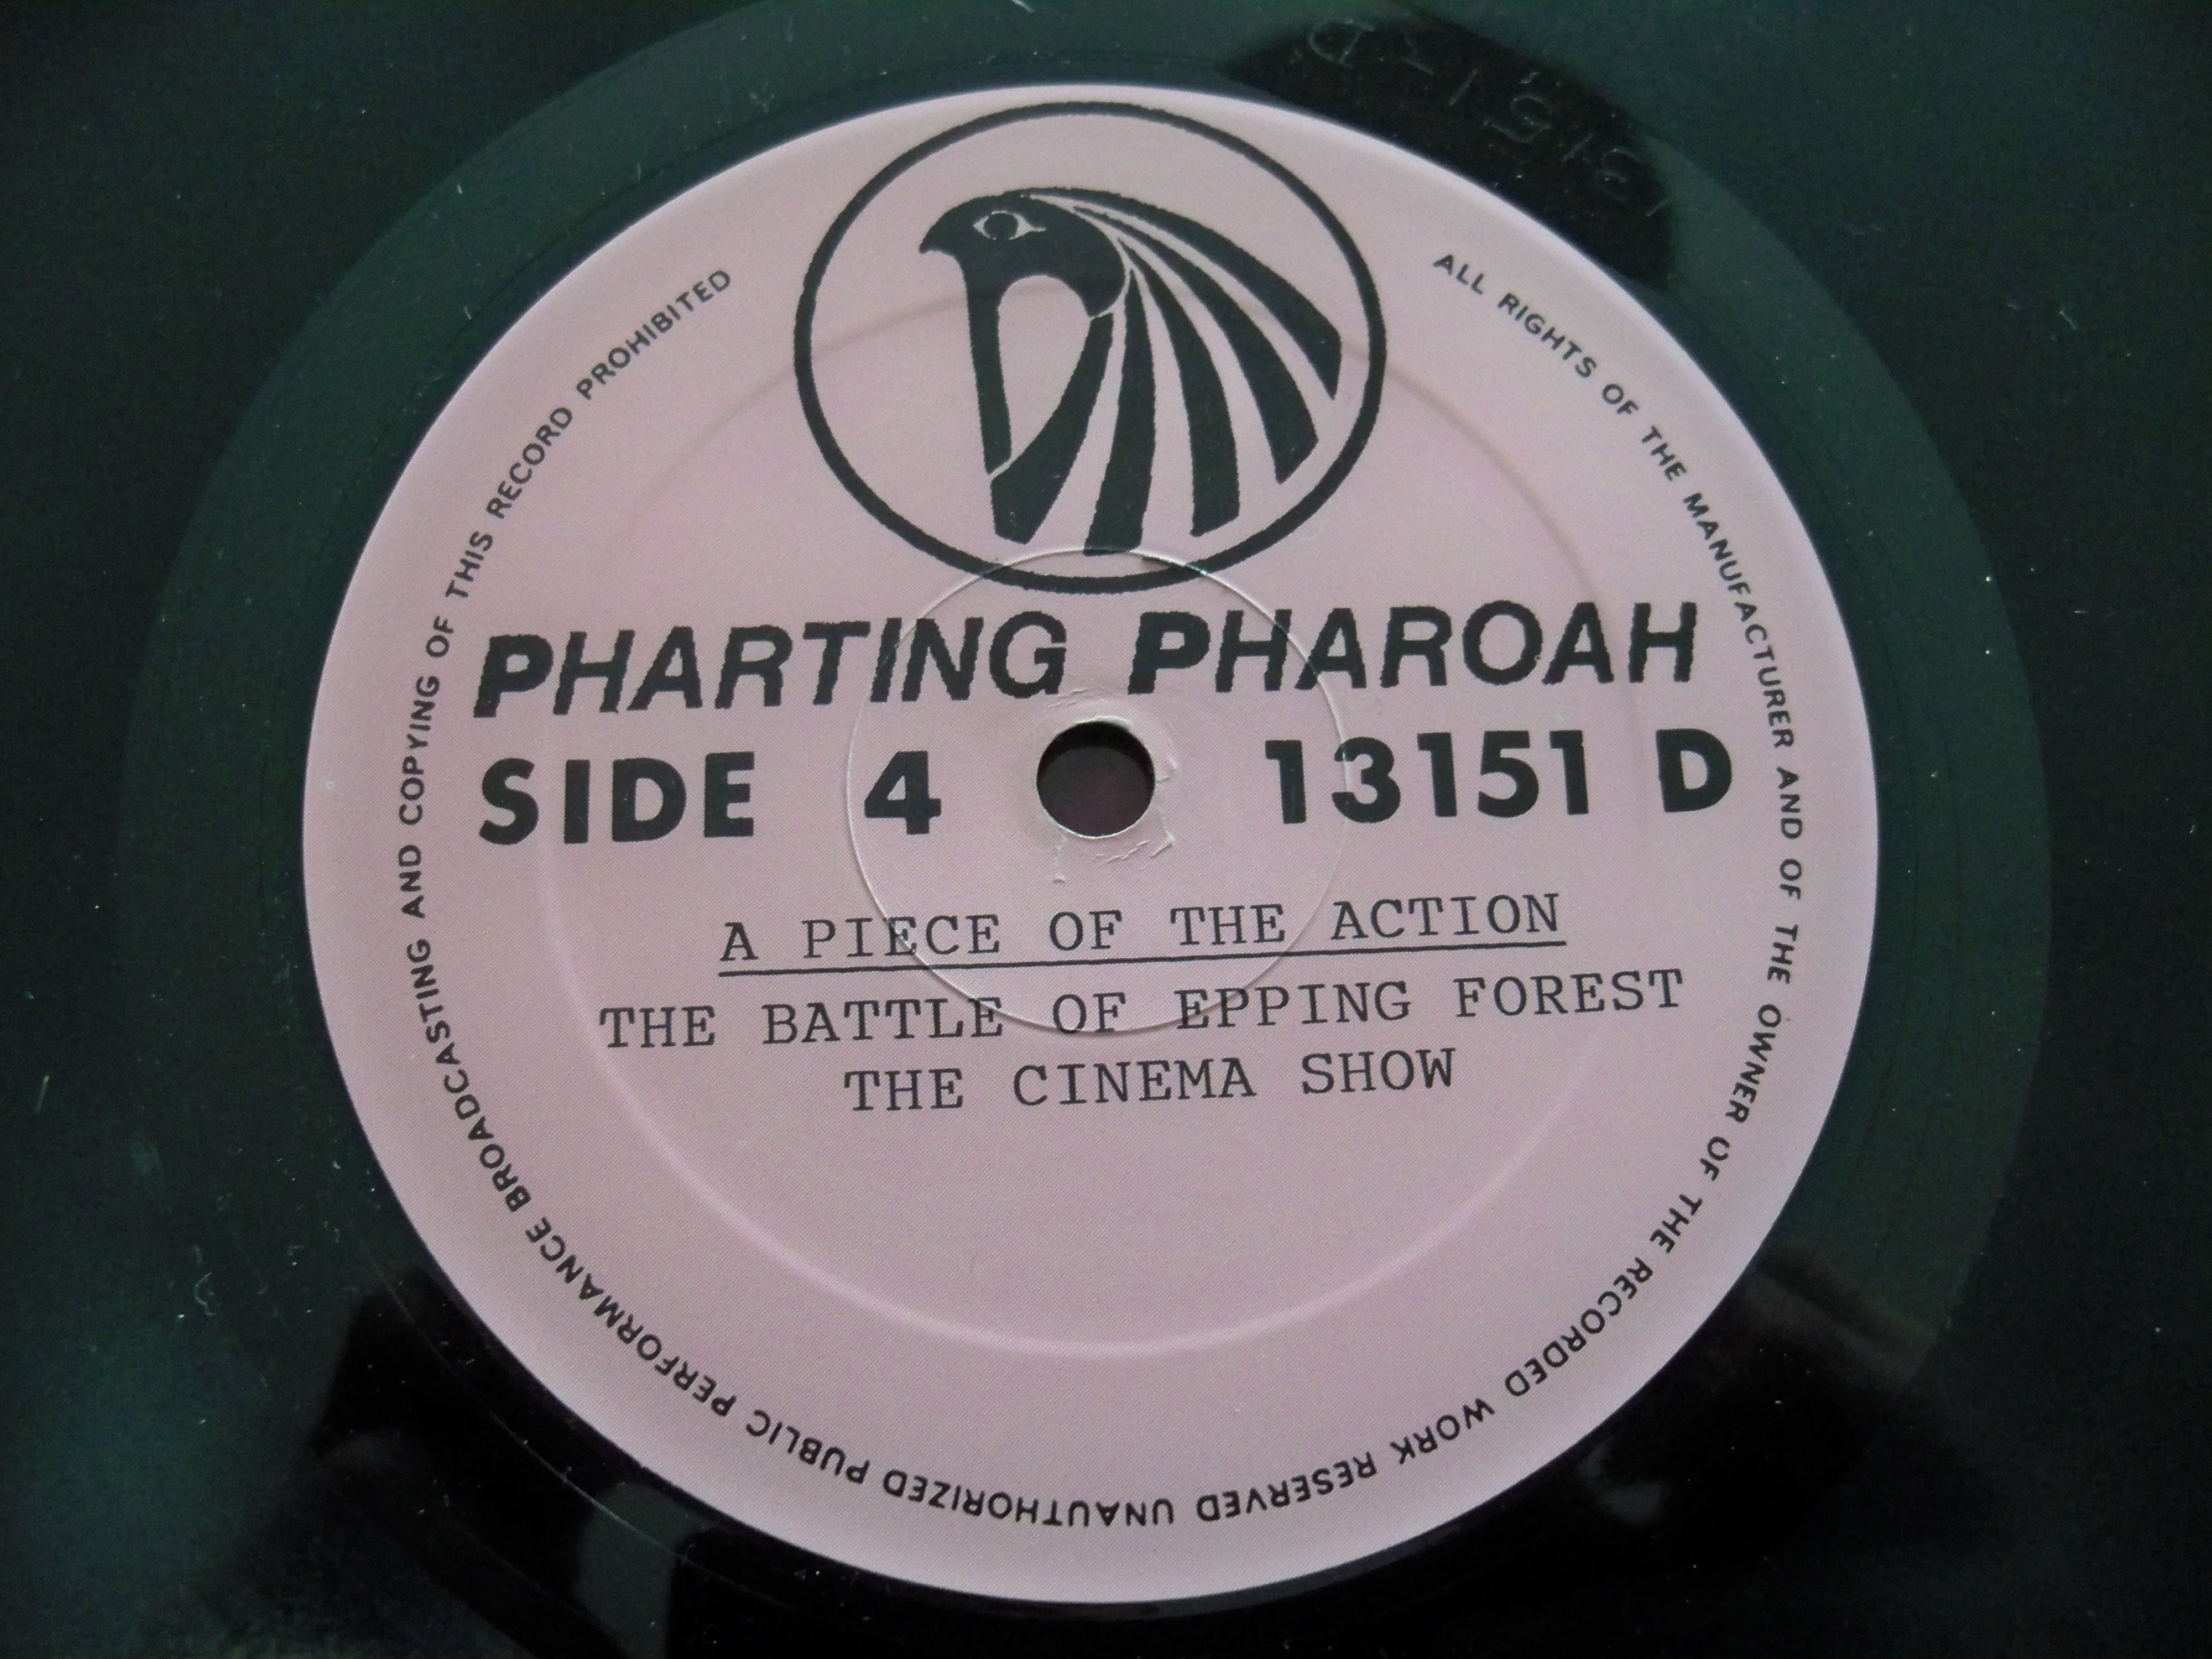 PHARTING PHAROAH
SIDE 4 13151 D
A PIECE OF THE ACTION
THE BATTLE OF EPPING FOREST
THE CINEMA SHOW
ALL RIGHTS OF THE MANUFACTURER AND OF THE OWNER OF THE RECORDED WORK RESERVED UNAUTHORIZED PUBLIC PERFORMANCE BROADCASTING AND COPYING OF THIS RECORD PROHIBITED